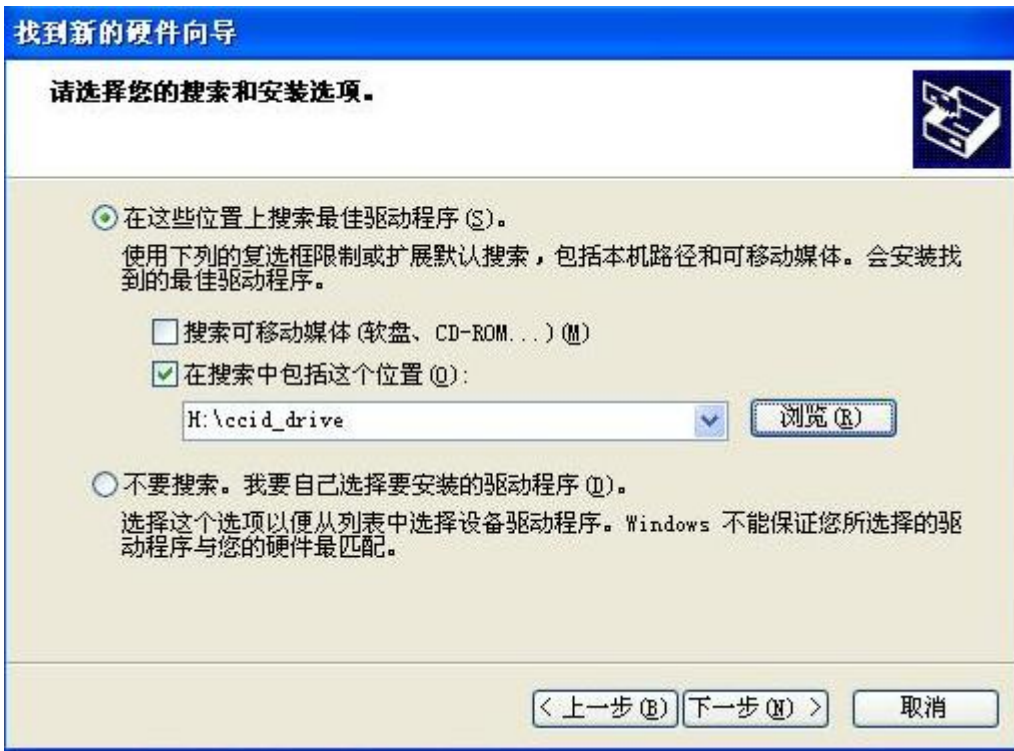 找到新的硬件向导
请选择您的搜索和安装选项。
在这些位置上搜索最佳驱动程序(S)。
使用下列的复选框限制或扩展默认搜索，包括本机路径和可移动媒体。会安装找
到的最佳驱动程序。
搜索可移动媒体(软盘、CD-ROM...)(M)
在搜索中包括这个位置(O):
H:\ccid_drive
浏览(R)
不要搜索。我要自己选择要安装的驱动程序(D)。
选择这个选项以便从列表中选择设备驱动程序。Windows 不能保证您所选择的驱
动程序与您的硬件最匹配。
< 上一步(B) 下一步(N) > 取消